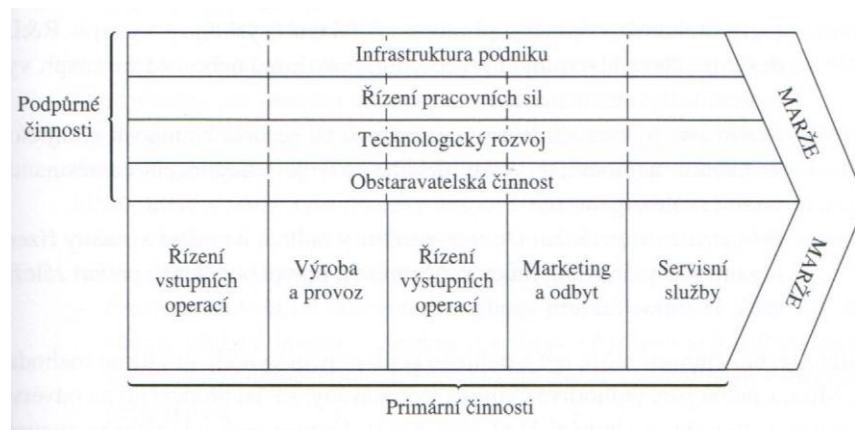 Infrastruktura podniku
Řízení pracovních sil
Technologický rozvoj
Obstaravatelská činnost
Podpůrné
činnosti
MARŽE
MARŽE
Řízení
vstupních
operací
Výroba
a provoz
Řízení
výstupních
operací
Marketing
a odbyt
Servisní
služby
Primární činnosti